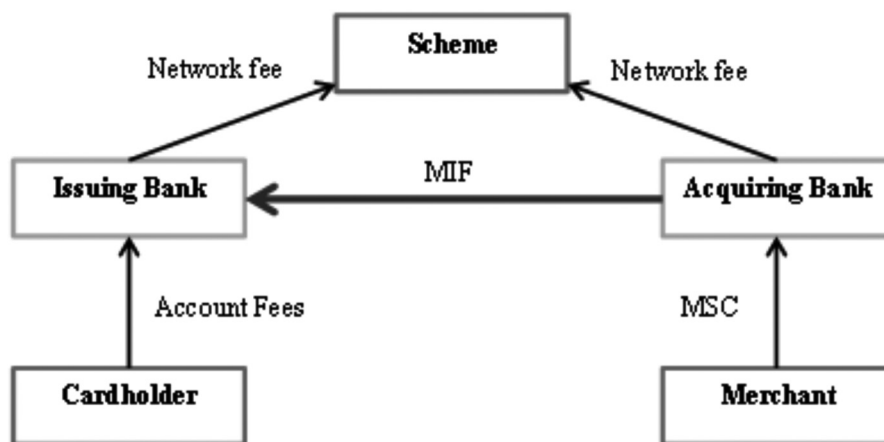 Scheme
Network fee
Network fee
MIF
Issuing Bank
Acquiring Bank
Account Fees
MSC
Cardholder
Merchant